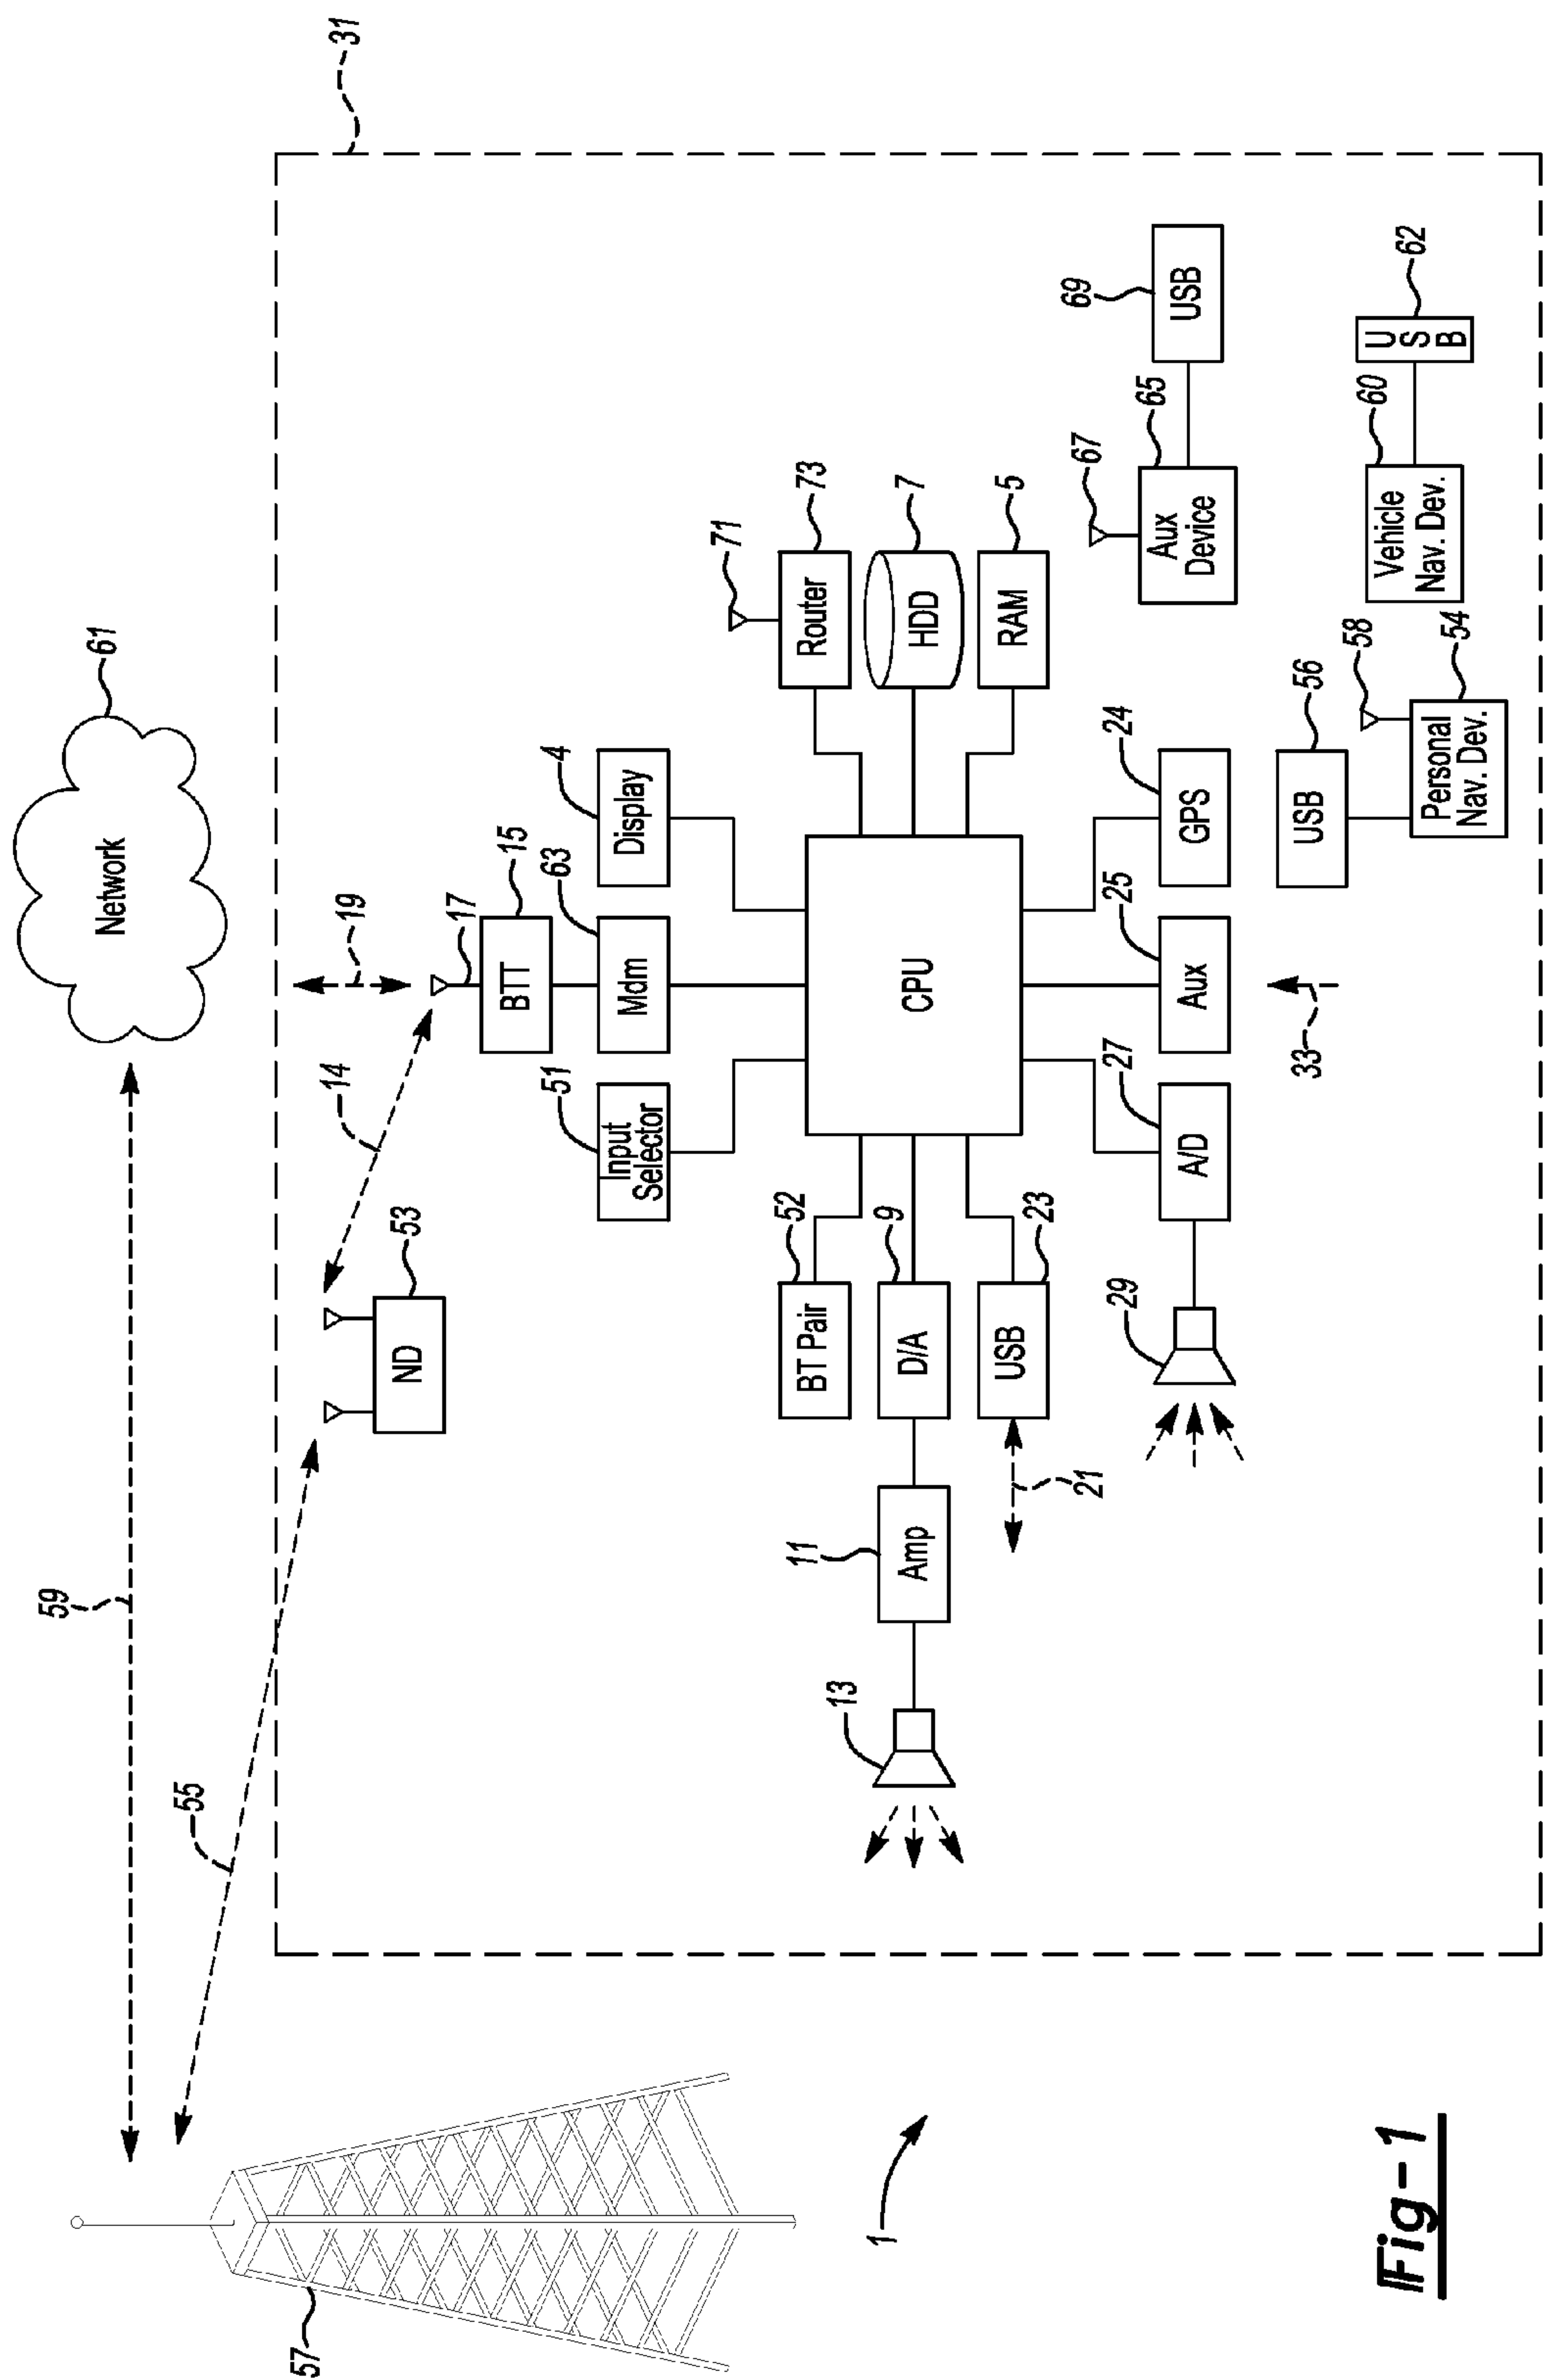 31
61
Network
59
19
17
15
BTT
63
Mdm
4
Display
14
53
ND
51
Input
Selector
55
57
71
73
Router
7
HDD
5
RAM
CPU
52
BT Pair
9
D/A
23
USB
21
11
Amp
13
1
69
USB
65
67
Aux
Device
24
GPS
25
Aux
27
A/D
29
33
62
U
S
B
60
Vehicle
Nav. Dev.
58
54
Personal
Nav. Dev.
56
USB
Fig-1